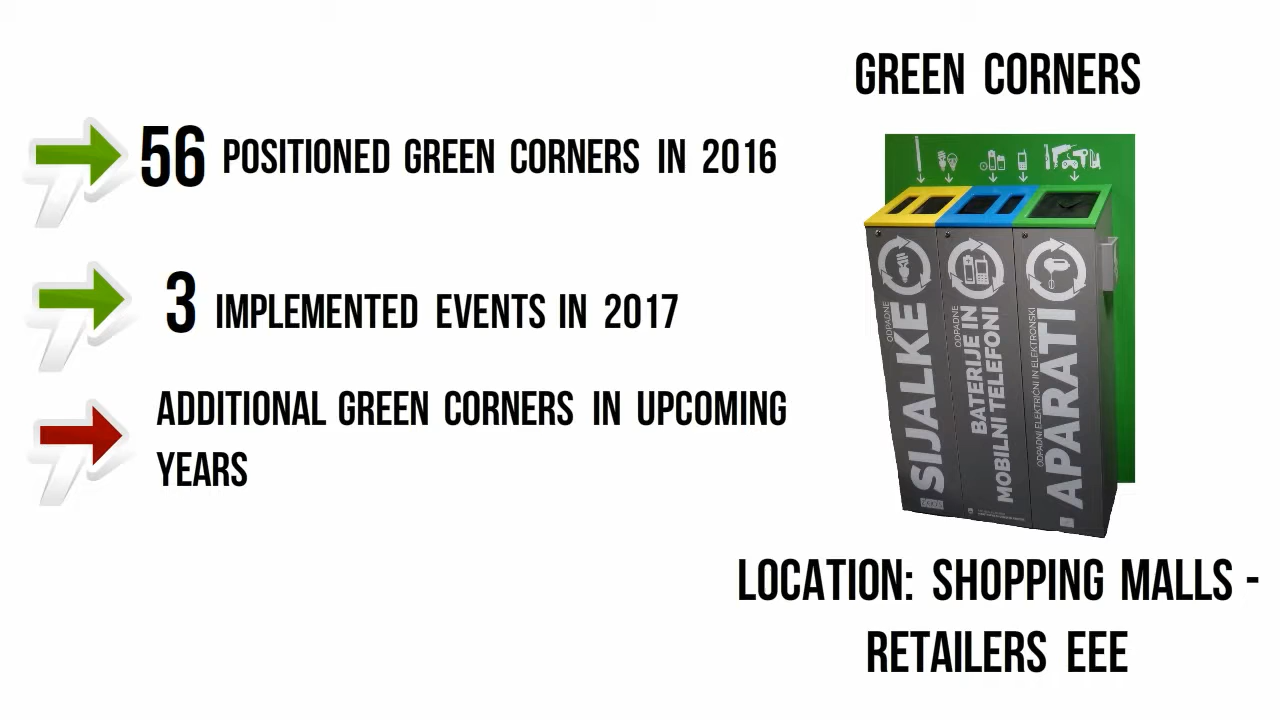 GREEN CORNERS
56 POSITIONED GREEN CORNERS IN 2016
3 IMPLEMENTED EVENTS IN 2017
ADDITIONAL GREEN CORNERS IN UPCOMING
YEARS
ODPADNE
SIJALKE
ODPADNE
BATERIJE IN
MOBILNI TELEFONI
ODPADNI ELEKTRIČNI IN ELEKTRONSKI
APARATI
LOCATION: SHOPPING MALLS -
RETAILERS EEE